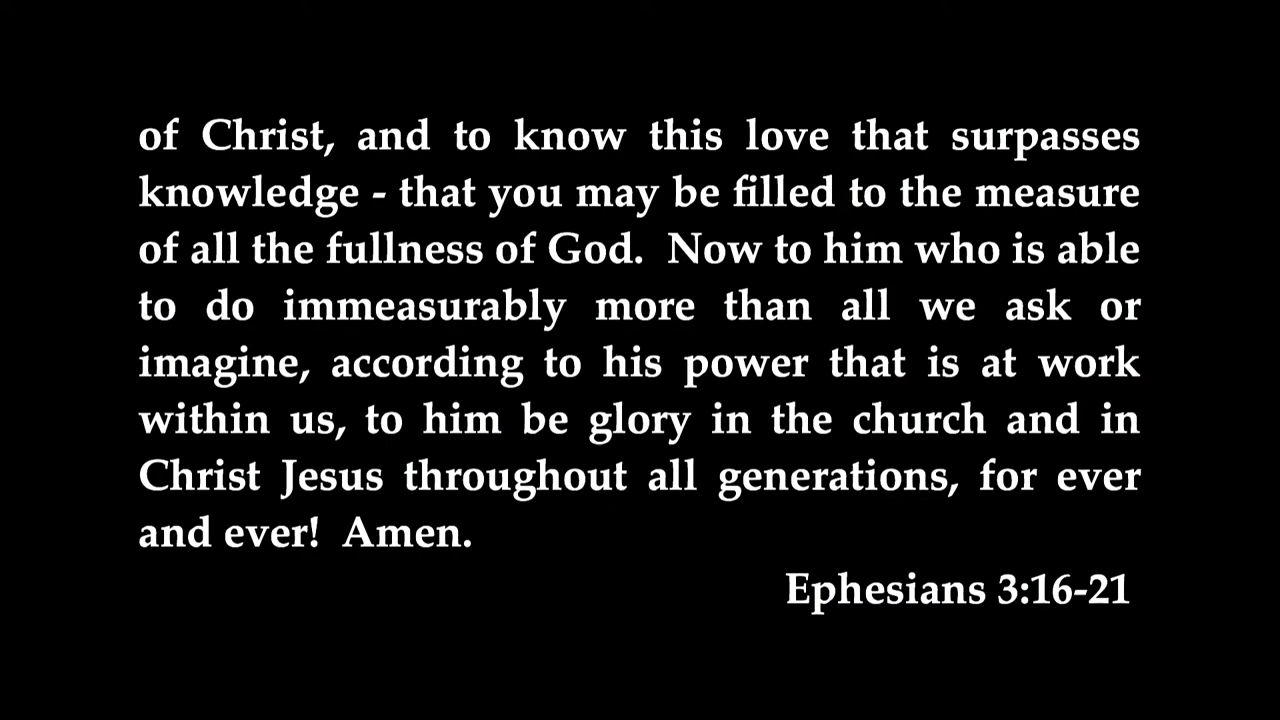 of Christ, and to know this love that surpasses
knowledge - that you may be filled to the measure
of all the fullness of God.  Now to him who is able
to do immeasurably more than all we ask or
imagine, according to his power that is at work
within us, to him be glory in the church and in
Christ Jesus throughout all generations, for ever
and ever!  Amen.
Ephesians 3:16-21